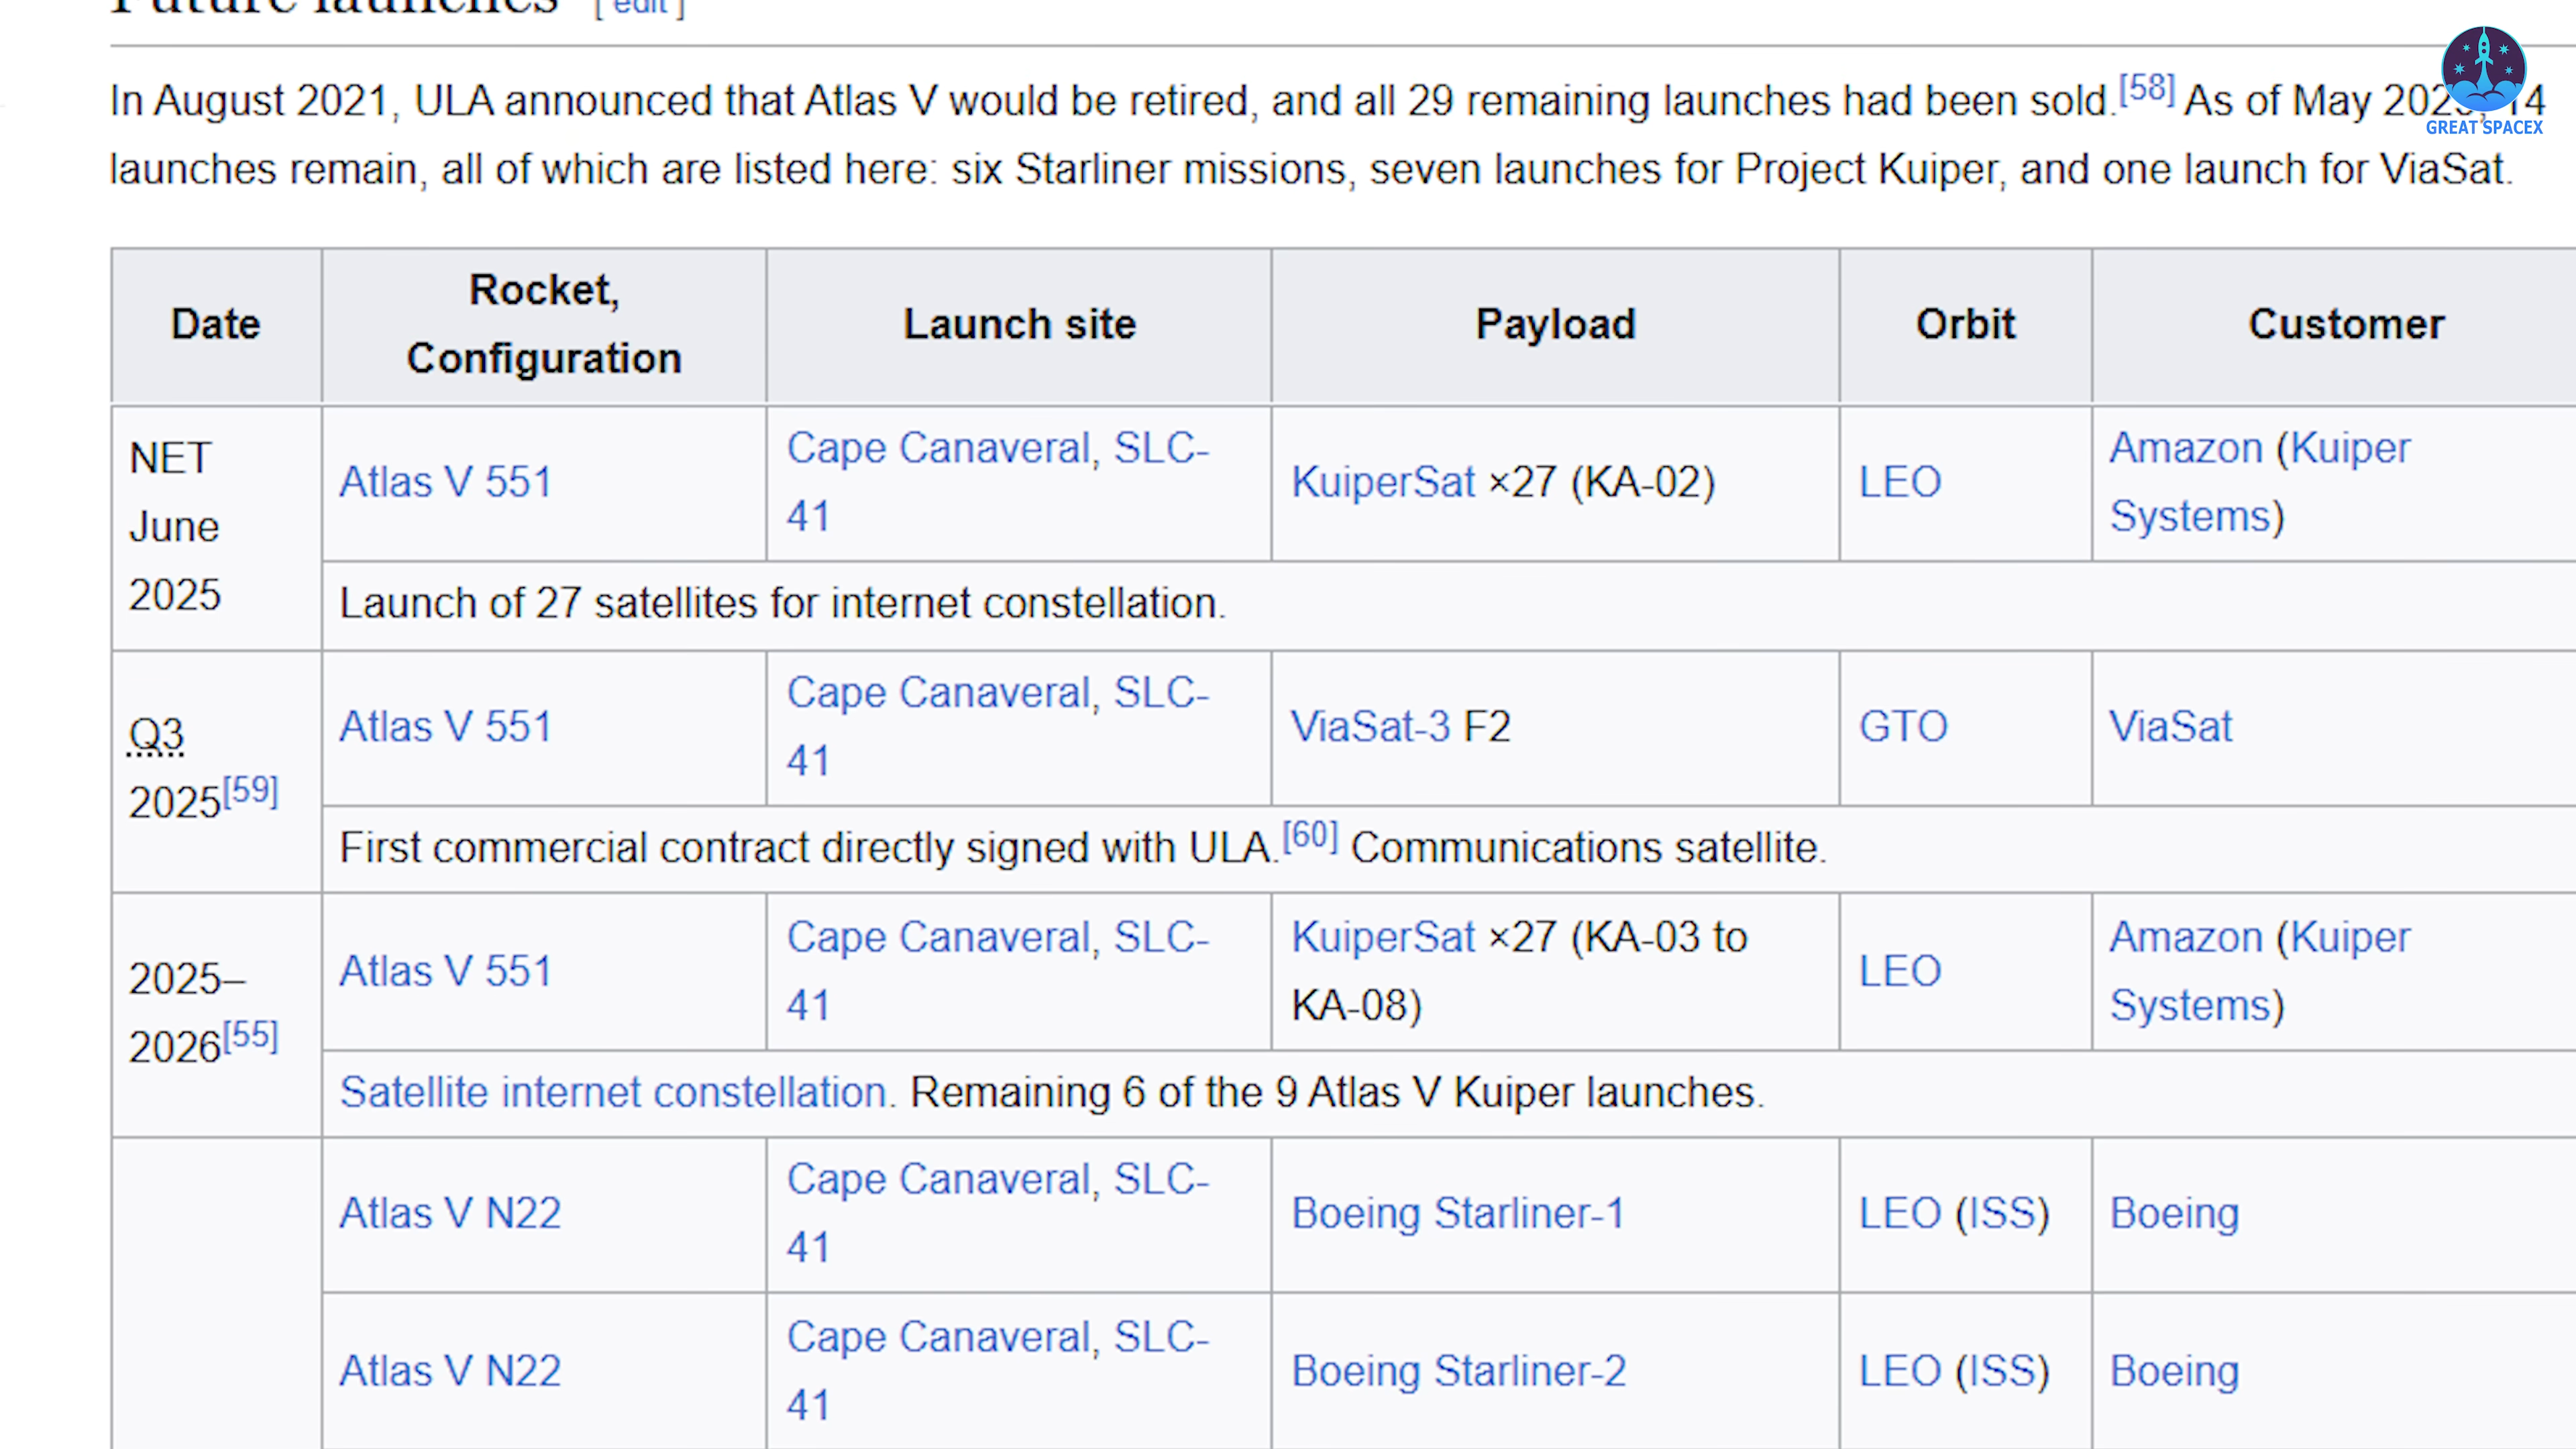 Future launches [ edit ]
In August 2021, ULA announced that Atlas V would be retired, and all 29 remaining launches had been sold.[58] As of May 2025, 14
GREAT SPACEX
launches remain, all of which are listed here: six Starliner missions, seven launches for Project Kuiper, and one launch for ViaSat.
Date
Rocket,
Configuration
Launch site
Payload
Orbit
Customer
NET
June
2025
Atlas V 551
Cape Canaveral, SLC-
41
KuiperSat ×27 (KA-02)
LEO
Amazon (Kuiper
Systems)
Launch of 27 satellites for internet constellation.
Q3
2025[59]
Atlas V 551
Cape Canaveral, SLC-
41
ViaSat-3 F2
GTO
ViaSat
First commercial contract directly signed with ULA.[60] Communications satellite.
2025–
2026[55]
Atlas V 551
Cape Canaveral, SLC-
41
KuiperSat ×27 (KA-03 to
KA-08)
LEO
Amazon (Kuiper
Systems)
Satellite internet constellation. Remaining 6 of the 9 Atlas V Kuiper launches.
Atlas V N22
Cape Canaveral, SLC-
41
Boeing Starliner-1
LEO (ISS)
Boeing
Atlas V N22
Cape Canaveral, SLC-
41
Boeing Starliner-2
LEO (ISS)
Boeing